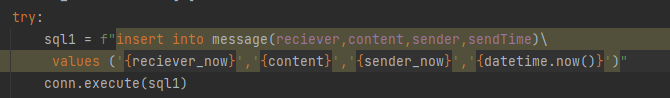 try:
sql1 = f"insert into message(reciever,content,sender,sendTime)\
values ('{reciever_now}','{content}','{sender_now}','{datetime.now()}')"
conn.execute(sql1)